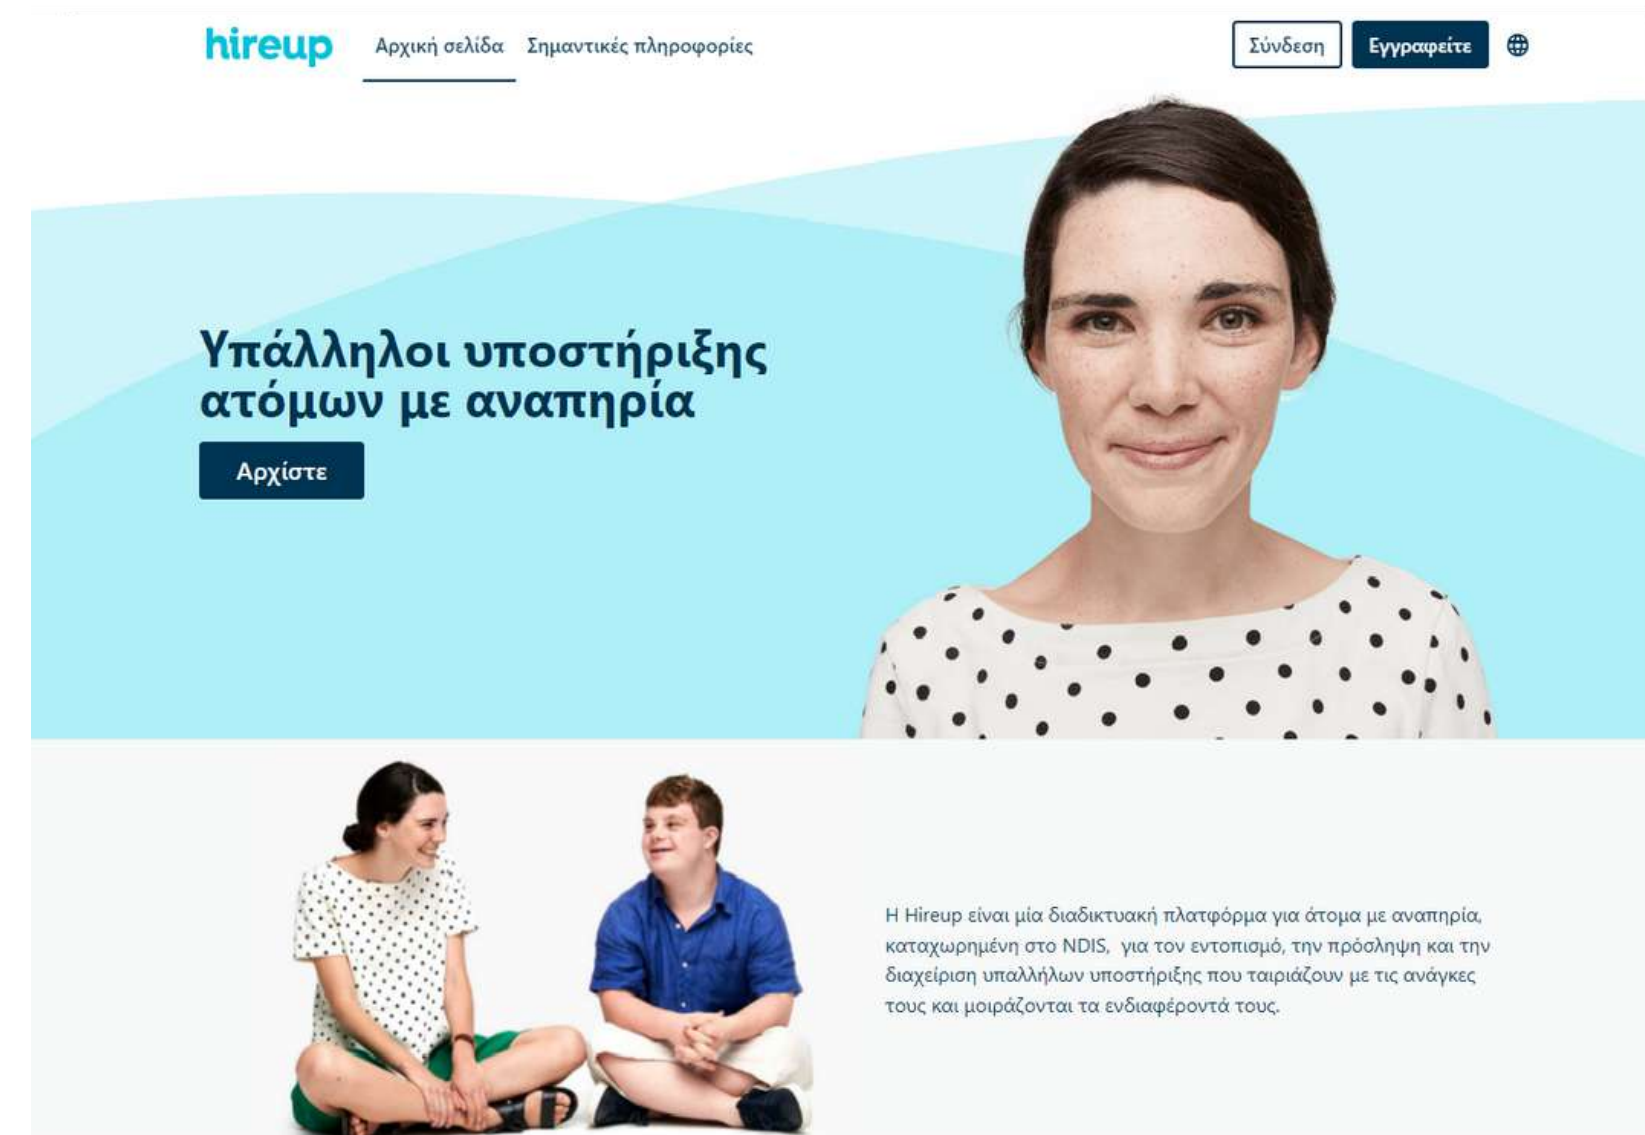 hireup
Αρχική σελίδα
Σημαντικές πληροφορίες
Σύνδεση
Εγγραφείτε
Υπάλληλοι υποστήριξης
ατόμων με αναπηρία
Αρχίστε
Η Hireup είναι μία διαδικτυακή πλατφόρμα για άτομα με αναπηρία,
καταχωρημένη στο NDIS, για τον εντοπισμό, την πρόσληψη και την
διαχείριση υπαλλήλων υποστήριξης που ταιριάζουν με τις ανάγκες
τους και μοιράζονται τα ενδιαφέροντά τους.